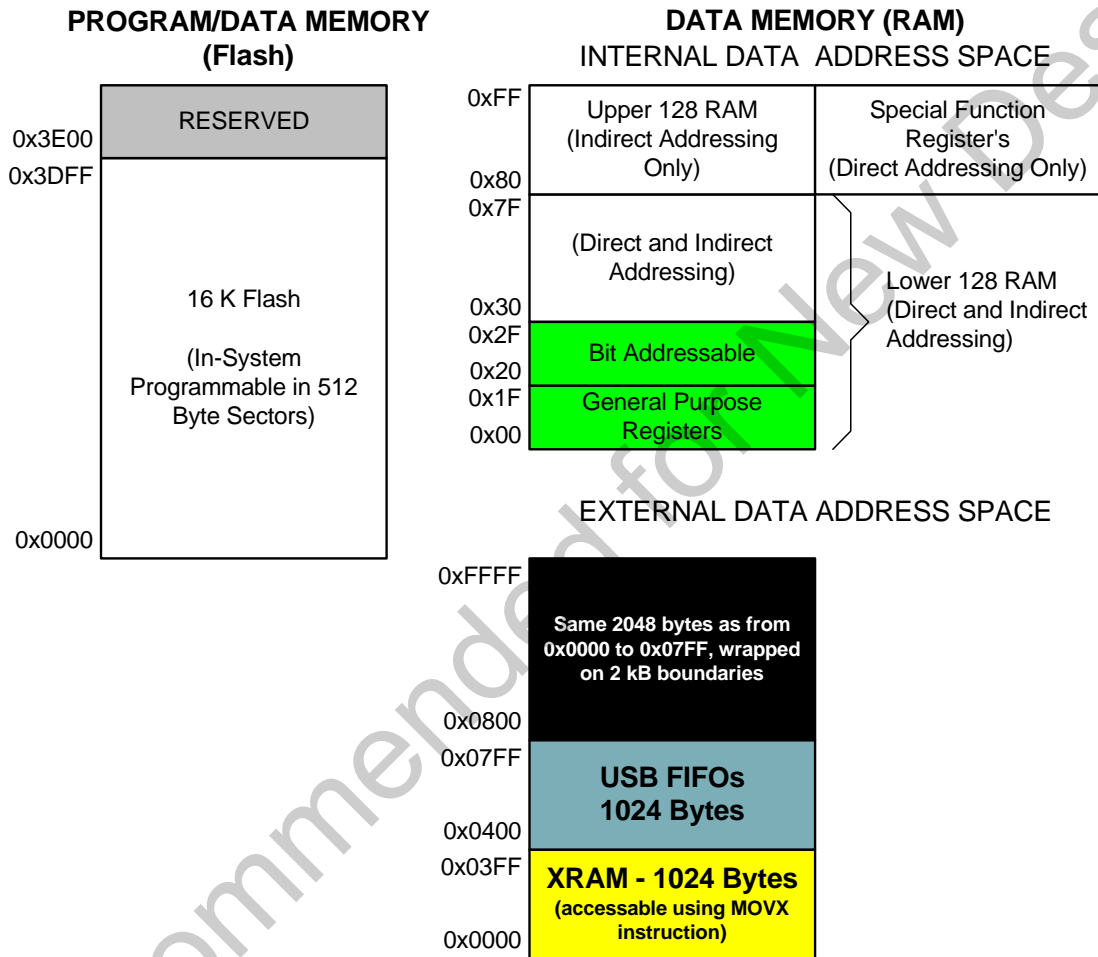 PROGRAM/DATA MEMORY
(Flash)
RESERVED
0x3E00
0x3DFF
16 K Flash
(In-System
Programmable in 512
Byte Sectors)
0x0000
DATA MEMORY (RAM)
INTERNAL DATA ADDRESS SPACE
0xFF
Upper 128 RAM
(Indirect Addressing
Only)
0x80
Special Function
Register's
(Direct Addressing Only)
0x7F
(Direct and Indirect
Addressing)
0x30
0x2F
Bit Addressable
0x20
0x1F
General Purpose
Registers
0x00
Lower 128 RAM
(Direct and Indirect
Addressing)
EXTERNAL DATA ADDRESS SPACE
0xFFFF
Same 2048 bytes as from
0x0000 to 0x07FF, wrapped
on 2 kB boundaries
0x0800
0x07FF
USB FIFOs
1024 Bytes
0x0400
0x03FF
XRAM - 1024 Bytes
(accessable using MOVX
instruction)
0x0000
ommended for New Des